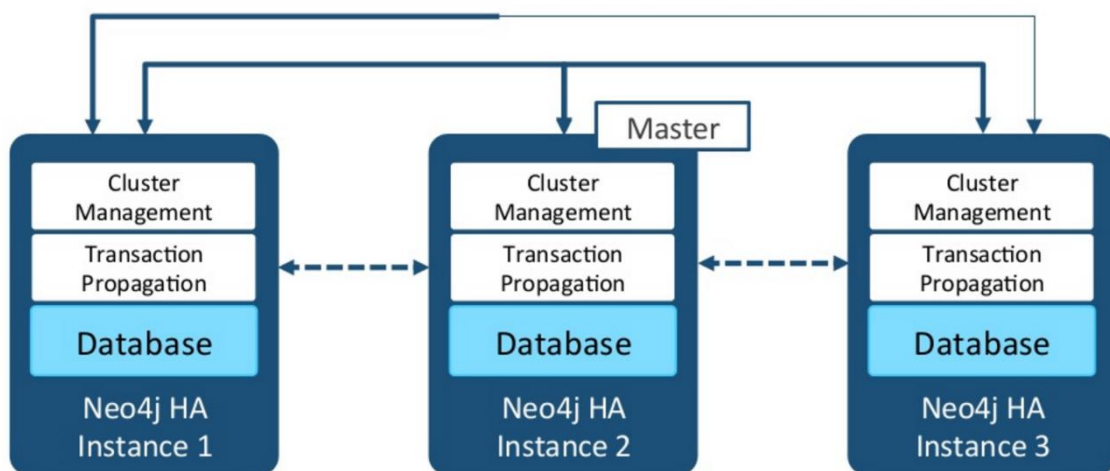 Master
Cluster
Management
Transaction
Propagation
Database
Neo4j HA
Instance 1
Cluster
Management
Transaction
Propagation
Database
Neo4j HA
Instance 2
Cluster
Management
Transaction
Propagation
Database
Neo4j HA
Instance 3